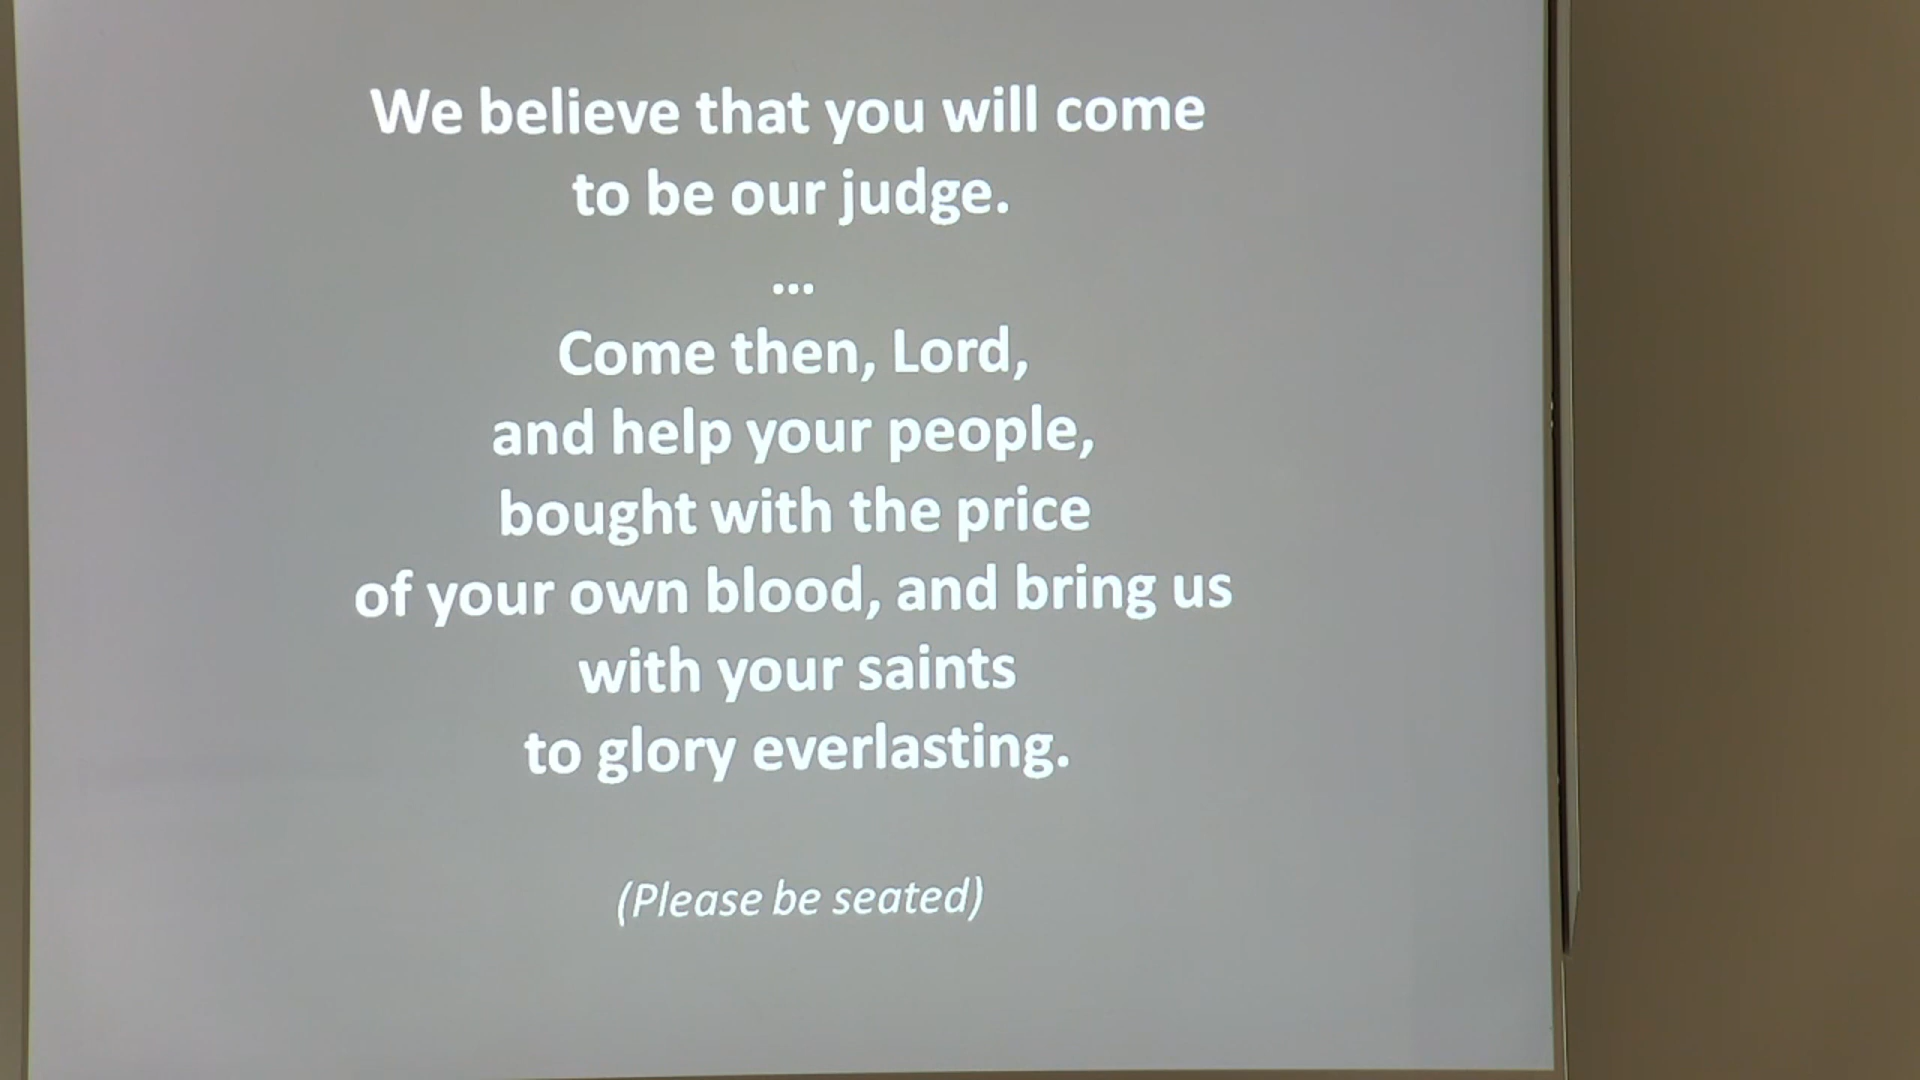 We believe that you will come
to be our judge.
...
Come then, Lord,
and help your people,
bought with the price
of your own blood, and bring us
with your saints
to glory everlasting.
(Please be seated)